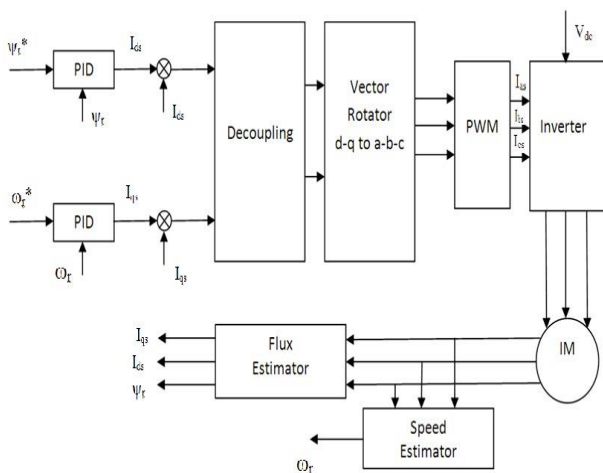 ψr*
PID
Ids
ψr
Ids
ωr*
PID
Iqs
ωr
Iqs
Decoupling
Vector
Rotator
d-q to a-b-c
PWM
Ias
Ibs
Ics
Vdc
Inverter
IM
Iqs
Ids
ψr
Flux
Estimator
Speed
Estimator
ωr